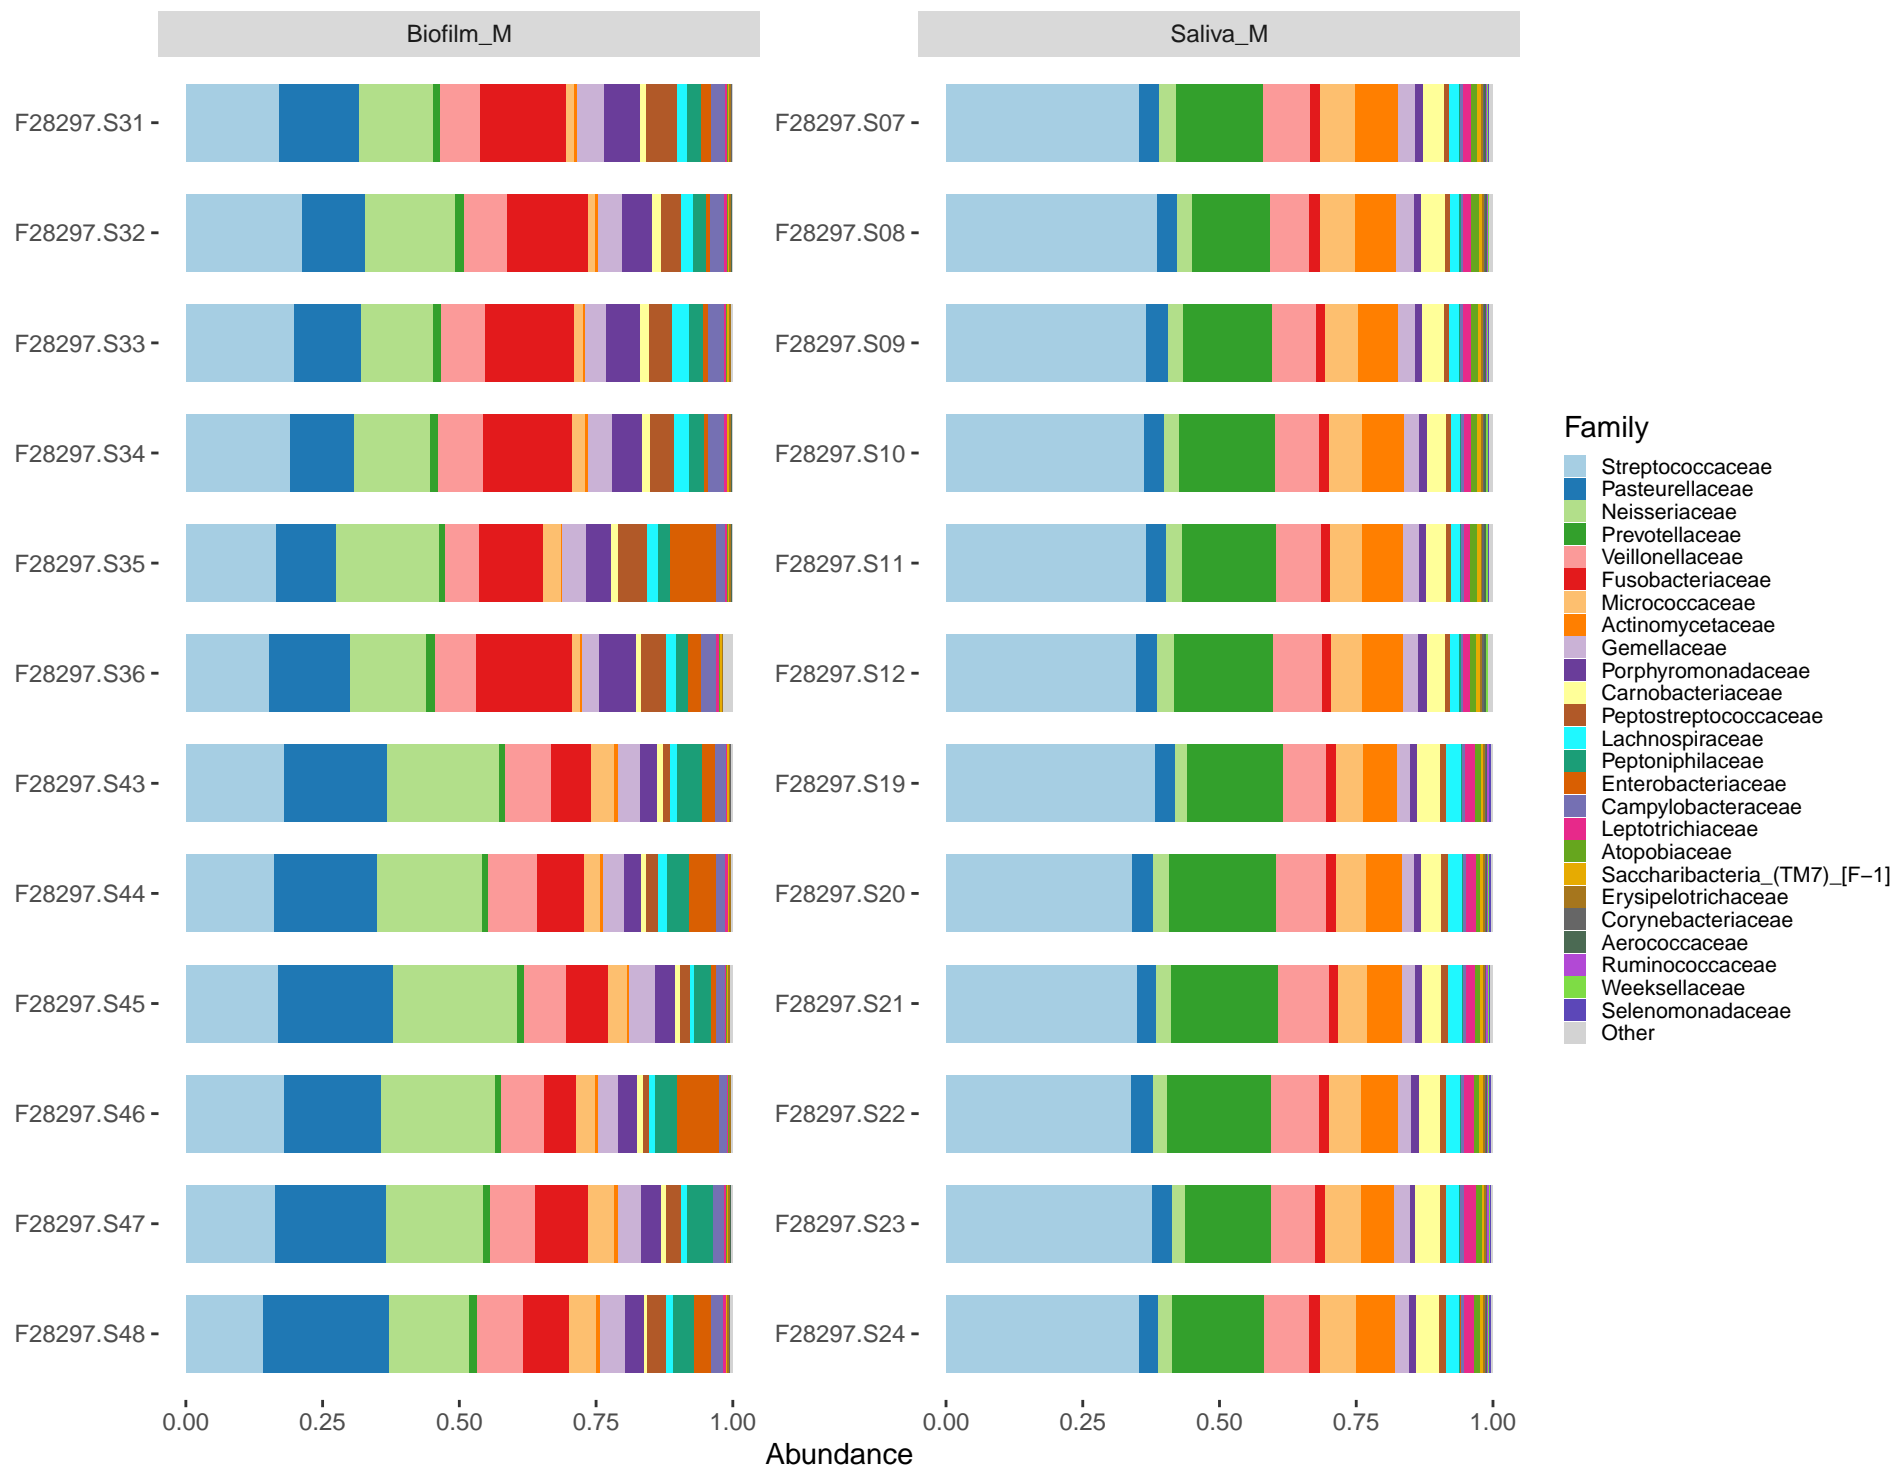 Biofilm_M
Saliva_M
F28297.S31
F28297.S32
F28297.S33
F28297.S34
F28297.S35
F28297.S36
F28297.S43
F28297.S44
F28297.S45
F28297.S46
F28297.S47
F28297.S48
0.00 0.25 0.50 0.75 1.00
F28297.S07
F28297.S08
F28297.S09
F28297.S10
F28297.S11
F28297.S12
F28297.S19
F28297.S20
F28297.S21
F28297.S22
F28297.S23
F28297.S24
0.00 0.25 0.50 0.75 1.00
Abundance
Family
Streptococcaceae
Pasteurellaceae
Neisseriaceae
Prevotellaceae
Veillonellaceae
Fusobacteriaceae
Micrococcaceae
Actinomycetaceae
Gemellaceae
Porphyromonadaceae
Carnobacteriaceae
Peptostreptococcaceae
Lachnospiraceae
Peptoniphilaceae
Enterobacteriaceae
Campylobacteraceae
Leptotrichiaceae
Atopobiaceae
Saccharibacteria_(TM7)_[F−1]
Erysipelotrichaceae
Corynebacteriaceae
Aerococcaceae
Ruminococcaceae
Weeksellaceae
Selenomonadaceae
Other